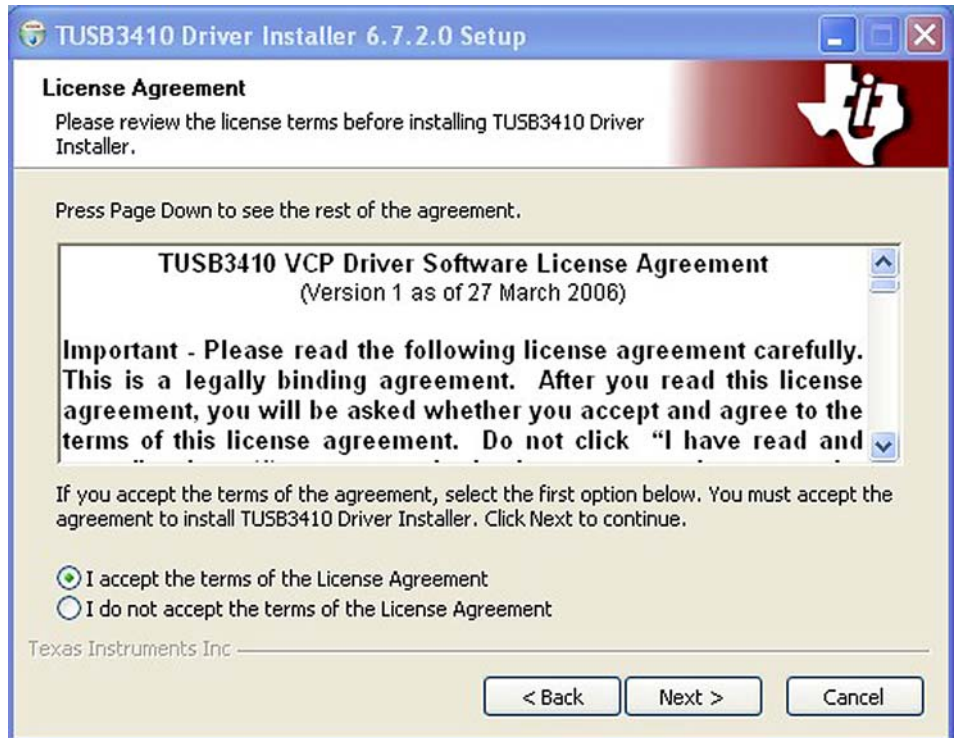 TUSB3410 Driver Installer 6.7.2.0 Setup
License Agreement
Please review the license terms before installing TUSB3410 Driver
Installer.
Press Page Down to see the rest of the agreement.
TUSB3410 VCP Driver Software License Agreement
(Version 1 as of 27 March 2006)
Important - Please read the following license agreement carefully.
This is a legally binding agreement. After you read this license
agreement, you will be asked whether you accept and agree to the
terms of this license agreement. Do not click "I have read and
If you accept the terms of the agreement, select the first option below. You must accept the
agreement to install TUSB3410 Driver Installer. Click Next to continue.
I accept the terms of the License Agreement
I do not accept the terms of the License Agreement
Texas Instruments Inc
< Back
Next >
Cancel